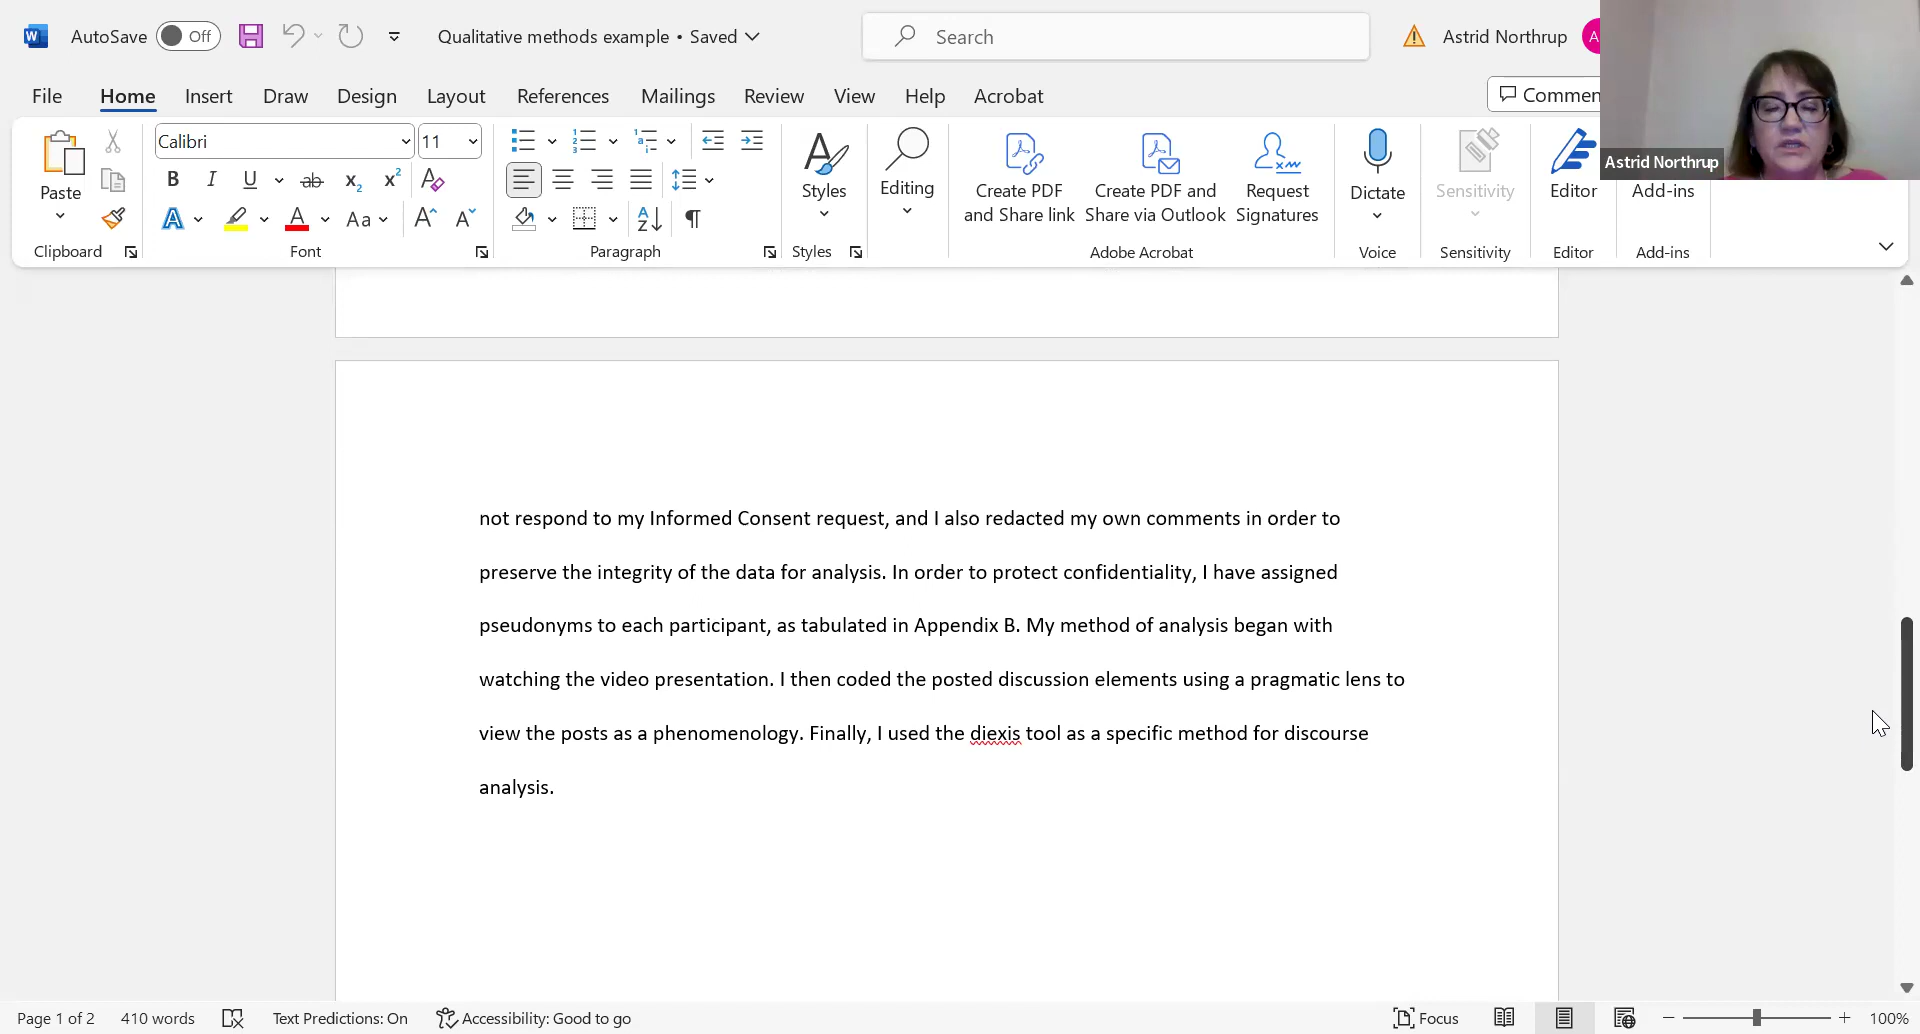 AutoSave Off Qualitative methods example • Saved Search Astrid Northrup A
File Home Insert Draw Design Layout References Mailings Review View Help Acrobat
Astrid Northrup
Calibri 11
Paste
Styles Editing Create PDF and Share link Create PDF and Share via Outlook Request Signatures Dictate Sensitivity Editor Add-ins
Clipboard Font Paragraph Styles Adobe Acrobat Voice Sensitivity Editor Add-ins
not respond to my Informed Consent request, and I also redacted my own comments in order to
preserve the integrity of the data for analysis. In order to protect confidentiality, I have assigned
pseudonyms to each participant, as tabulated in Appendix B. My method of analysis began with
watching the video presentation. I then coded the posted discussion elements using a pragmatic lens to
view the posts as a phenomenology. Finally, I used the diexis tool as a specific method for discourse
analysis.
Page 1 of 2 410 words Text Predictions: On Accessibility: Good to go Focus 100%